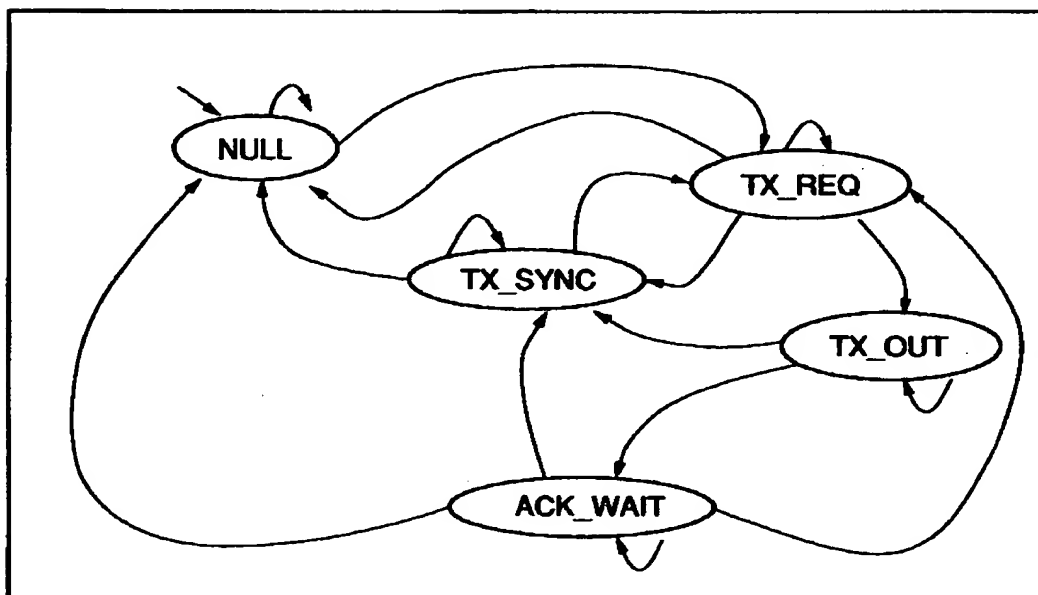 NULL
TX_REQ
TX_SYNC
TX_OUT
ACK_WAIT